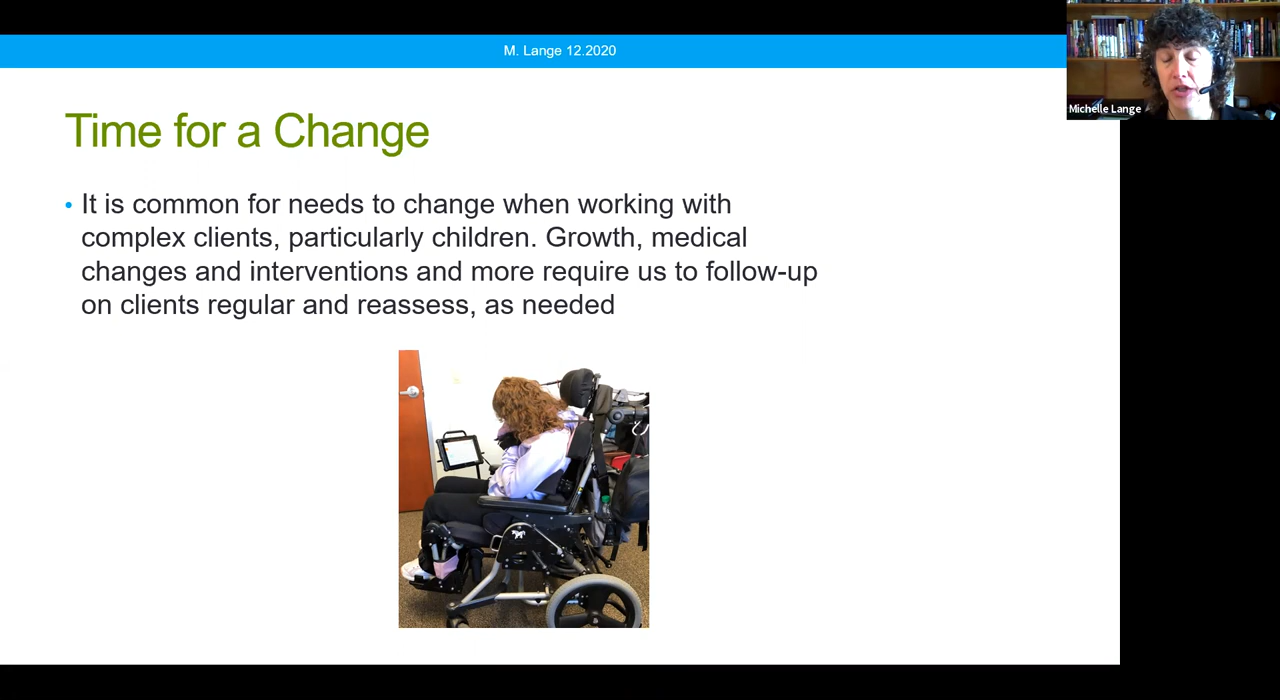 M. Lange 12.2020
Michelle Lange
Time for a Change
• It is common for needs to change when working with
complex clients, particularly children. Growth, medical
changes and interventions and more require us to follow-up
on clients regular and reassess, as needed